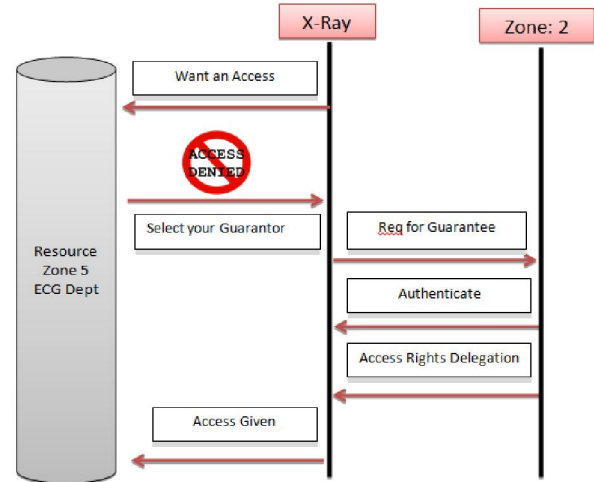 X-Ray
Zone: 2
Want an Access
ACCESS
DENIED
Select your Guarantor
Req for Guarantee
Resource
Zone 5
ECG Dept
Authenticate
Access Rights Delegation
Access Given